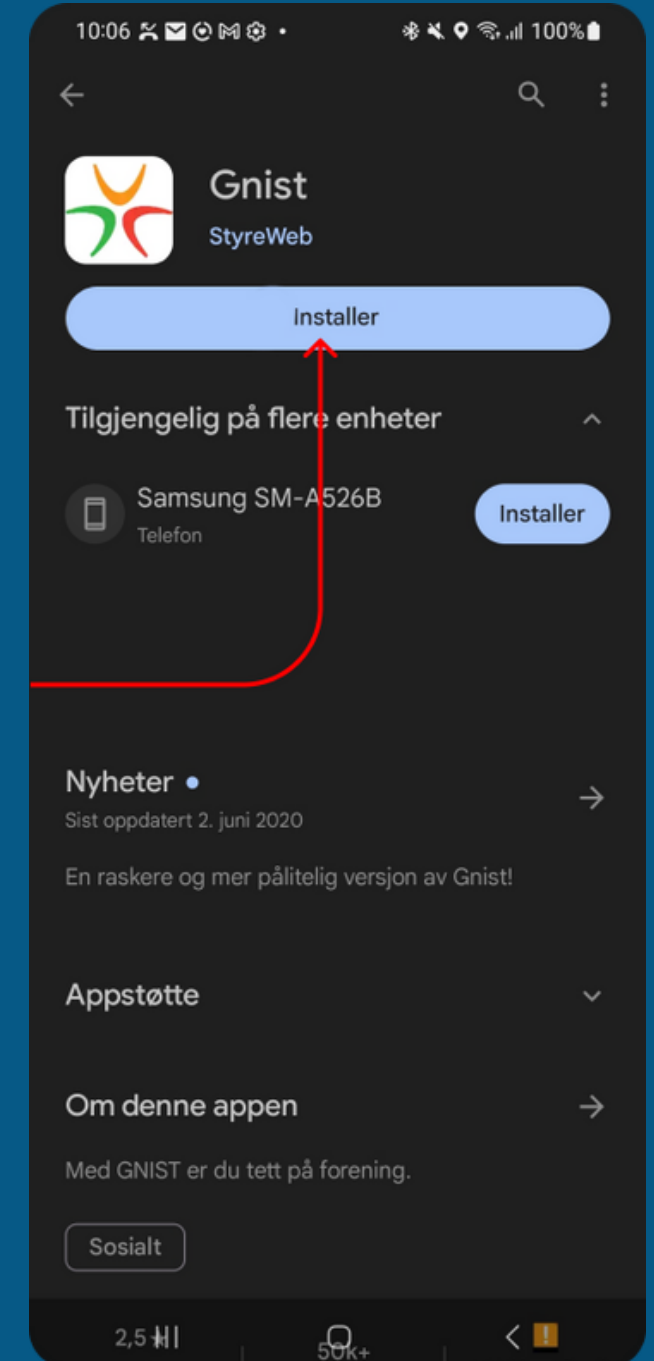 10:06 100%
Gnist
StyreWeb
Installer
Tilgjengelig på flere enheter
Samsung SM-A526B
Telefon
Installer
Nyheter
Sist oppdatert 2. juni 2020
En raskere og mer pålitelig versjon av Gnist!
Appstøtte
Om denne appen
Med GNIST er du tett på forening.
Sosialt
2,5
50k+